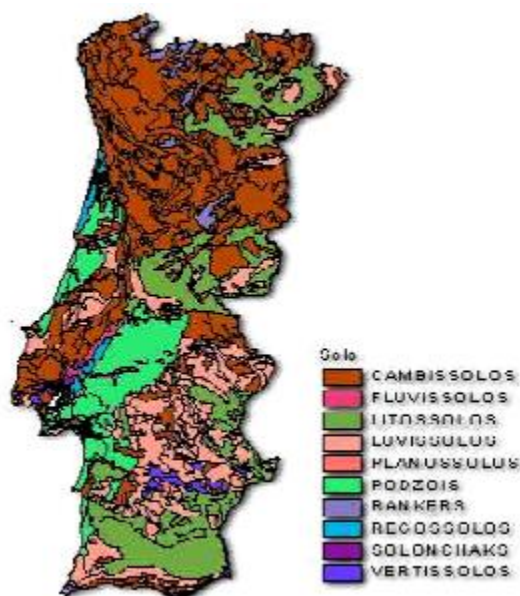 Solo
CAMBISSOLOS
FLUVISSOLOS
LITOSSOLOS
LUVISSOLOS
PLANOSSOLOS
PODZOIS
RANKERS
REGOSSOLOS
SOLONCHAKS
VERTISSOLOS